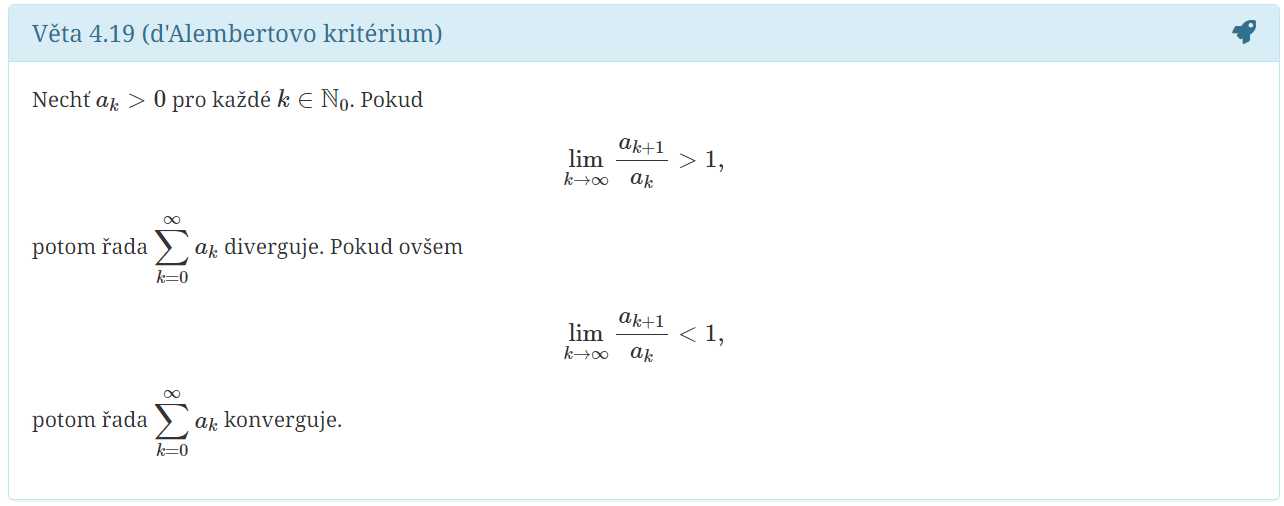 Věta 4.19 (d'Alembertovo kritérium)
Nechť $a_k > 0$ pro každé $k \in \mathbb{N}_0$. Pokud
$$\lim_{k \to \infty} \frac{a_{k+1}}{a_k} > 1,$$
potom řada $\sum_{k=0}^{\infty} a_k$ diverguje. Pokud ovšem
$$\lim_{k \to \infty} \frac{a_{k+1}}{a_k} < 1,$$
potom řada $\sum_{k=0}^{\infty} a_k$ konverguje.